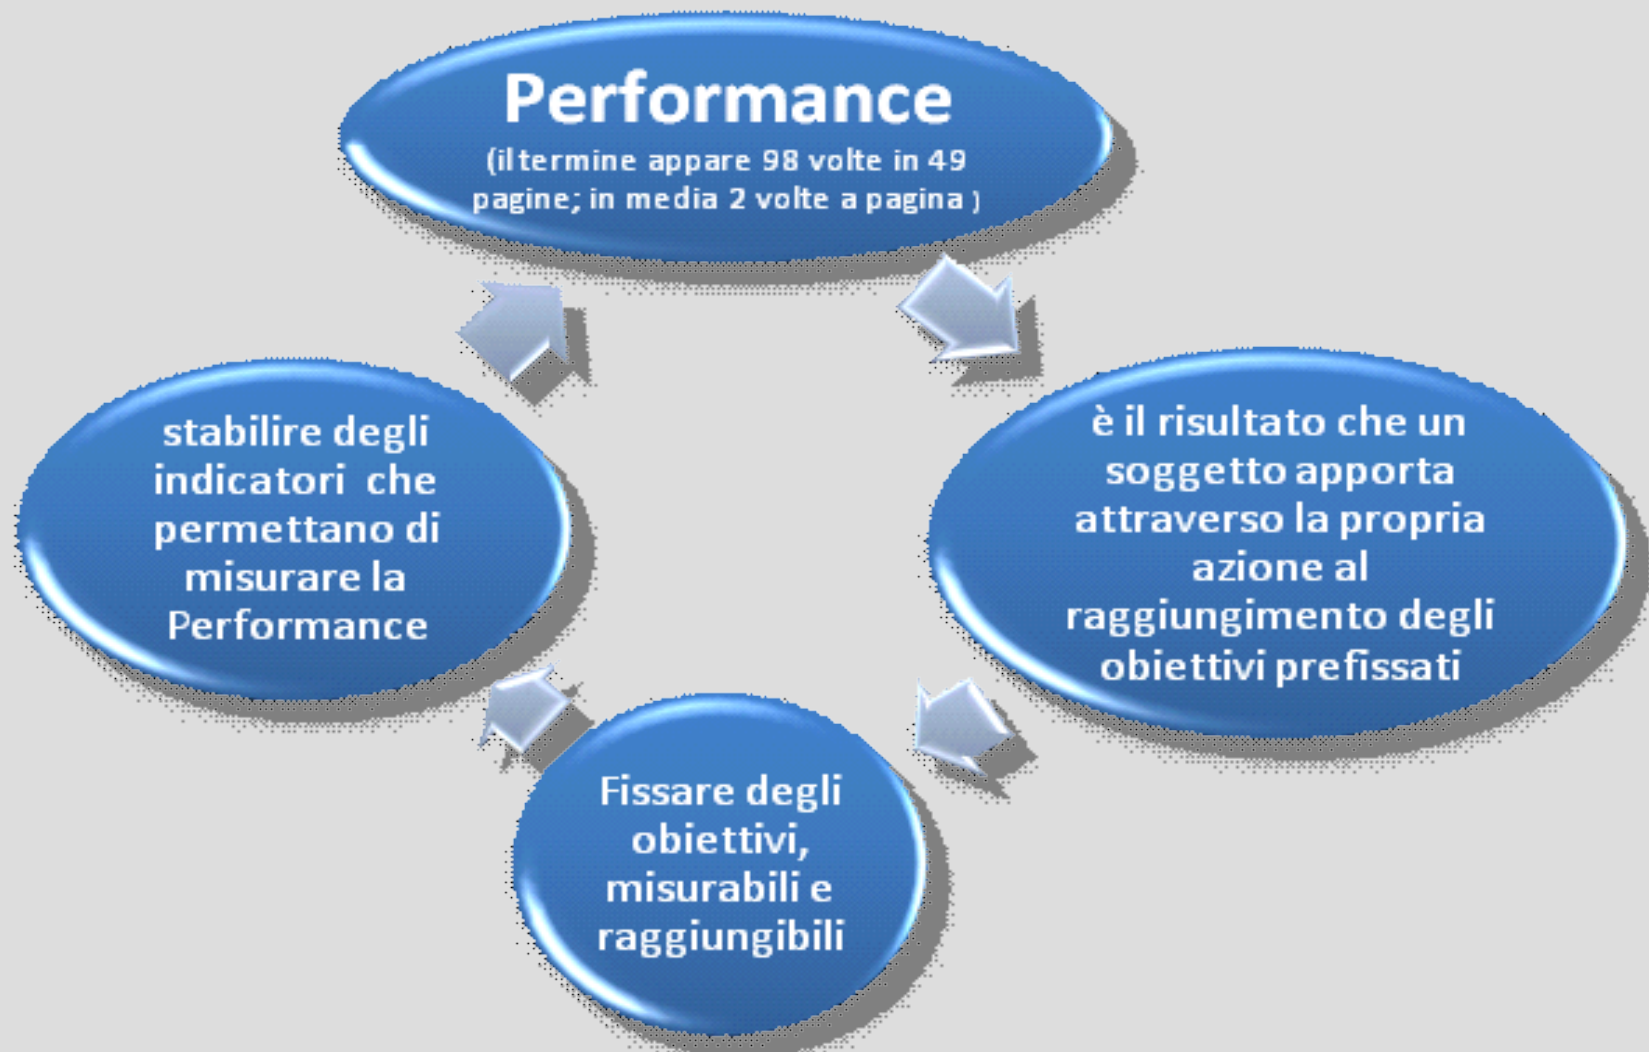 Performance
(il termine appare 98 volte in 49
pagine; in media 2 volte a pagina )
è il risultato che un
soggetto apporta
attraverso la propria
azione al
raggiungimento degli
obiettivi prefissati
Fissare degli
obiettivi,
misurabili e
raggiungibili
stabilire degli
indicatori che
permettano di
misurare la
Performance